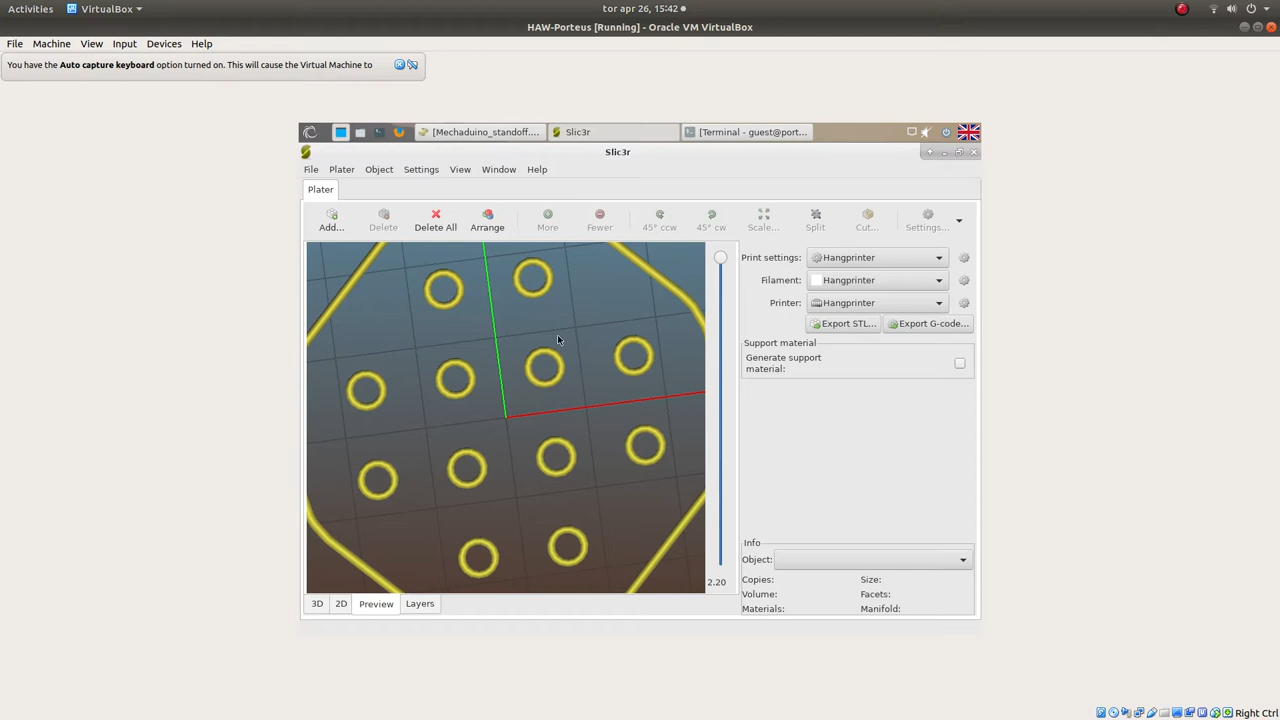 Activities VirtualBox tor apr 26, 15:42
HAW-Porteus [Running] - Oracle VM VirtualBox
File Machine View Input Devices Help
You have the Auto capture keyboard option turned on. This will cause the Virtual Machine to
[Mechaduino_standoff.... Slic3r [Terminal - guest@port...
Slic3r
File Plater Object Settings View Window Help
Plater
Add... Delete Delete All Arrange More Fewer 45° ccw 45° cw Scale... Split Cut... Settings...
Print settings: Hangprinter
Filament: Hangprinter
Printer: Hangprinter
Export STL... Export G-code...
Support material
Generate support
material:
Info
Object:
Copies: Size:
Volume: Facets:
Materials: Manifold:
2.20
3D 2D Preview Layers
Right Ctrl